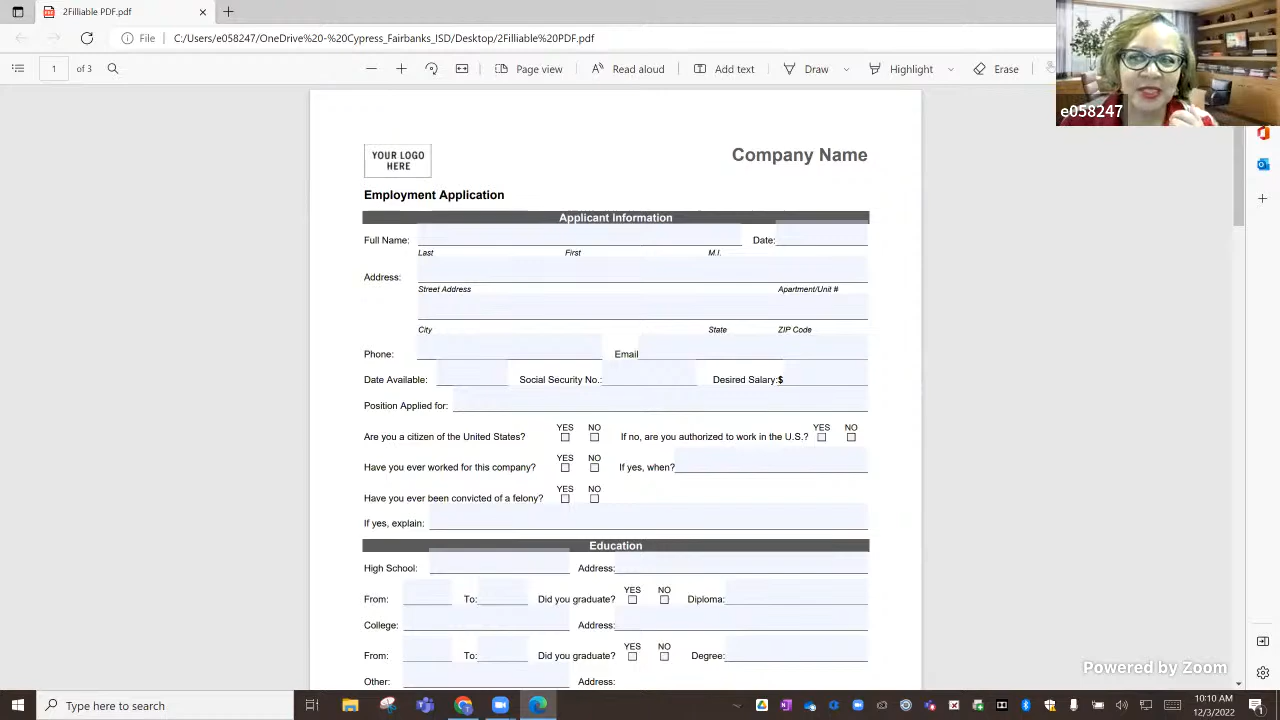 2Filliable PDF.pdf
File C:/Users/e058247/OneDrive%20-%20Cypress_Fairbanks_ISD/Desktop/2Filliable%20PDF.pdf
1 of 3 Read aloud Add text Draw Highlight Erase
e058247
YOUR LOGO HERE
Company Name
Employment Application
Applicant Information
Full Name: Date:
Last First M.I.
Address:
Street Address Apartment/Unit #
City State ZIP Code
Phone: Email
Date Available: Social Security No.: Desired Salary:$
Position Applied for:
YES NO YES NO
Are you a citizen of the United States? If no, are you authorized to work in the U.S.?
YES NO
Have you ever worked for this company? If yes, when?
YES NO
Have you ever been convicted of a felony?
If yes, explain:
Education
High School: Address:
YES NO
From: To: Did you graduate? Diploma:
College: Address:
YES NO
From: To: Did you graduate? Degree:
Other: Address:
Powered by Zoom
Type here to search
10:10 AM
12/3/2022
1